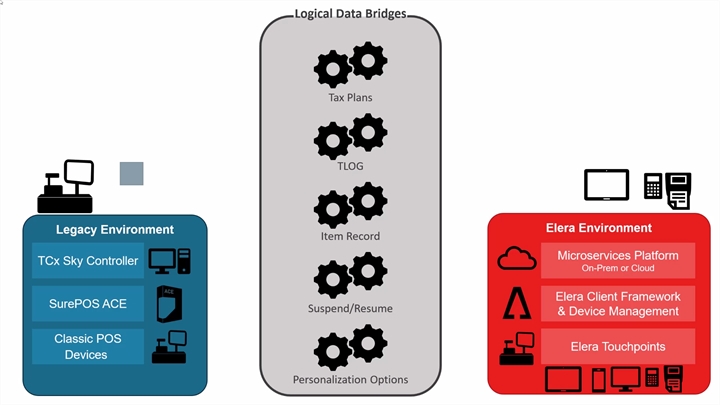 Logical Data Bridges
Tax Plans
TLOG
Item Record
Suspend/Resume
Personalization Options
Legacy Environment
TCx Sky Controller
SurePOS ACE
ACE
Classic POS
Devices
Elera Environment
Microservices Platform
On-Prem or Cloud
Elera Client Framework
& Device Management
Elera Touchpoints